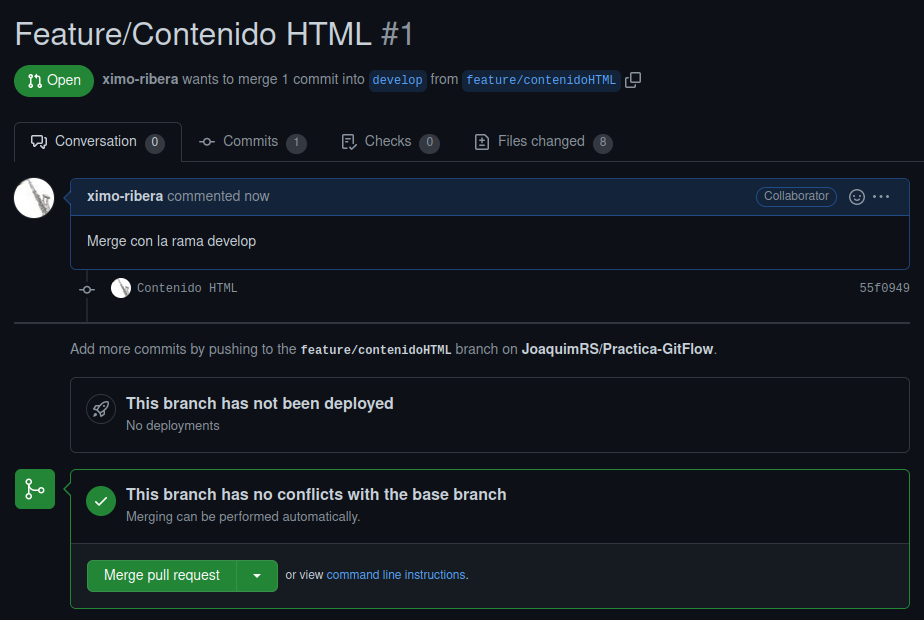 Feature/Contenido HTML #1
Open ximo-ribera wants to merge 1 commit into develop from feature/contenidoHTML
Conversation 0 Commits 1 Checks 0 Files changed 8
ximo-ribera commented now Collaborator
Merge con la rama develop
Contenido HTML 55f0949
Add more commits by pushing to the feature/contenidoHTML branch on JoaquimRS/Practica-GitFlow.
This branch has not been deployed
No deployments
This branch has no conflicts with the base branch
Merging can be performed automatically.
Merge pull request or view command line instructions.